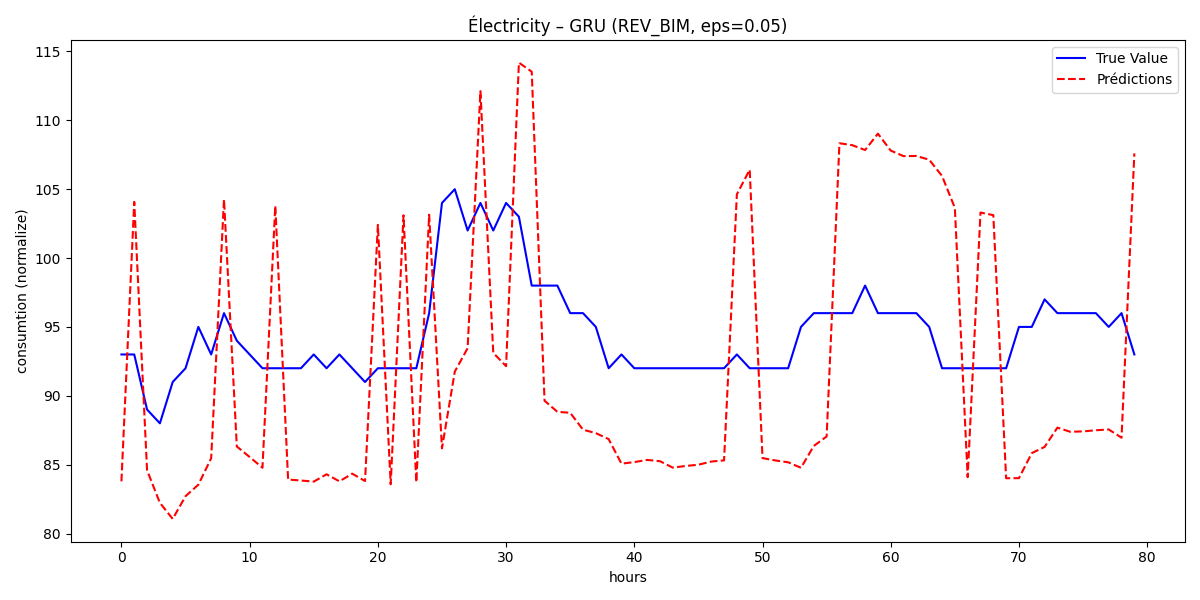 Électricity – GRU (REV_BIM, eps=0.05)
True Value
Prédictions
consumtion (normalize)
115
110
105
100
95
90
85
80
0 10 20 30 40 50 60 70 80
hours